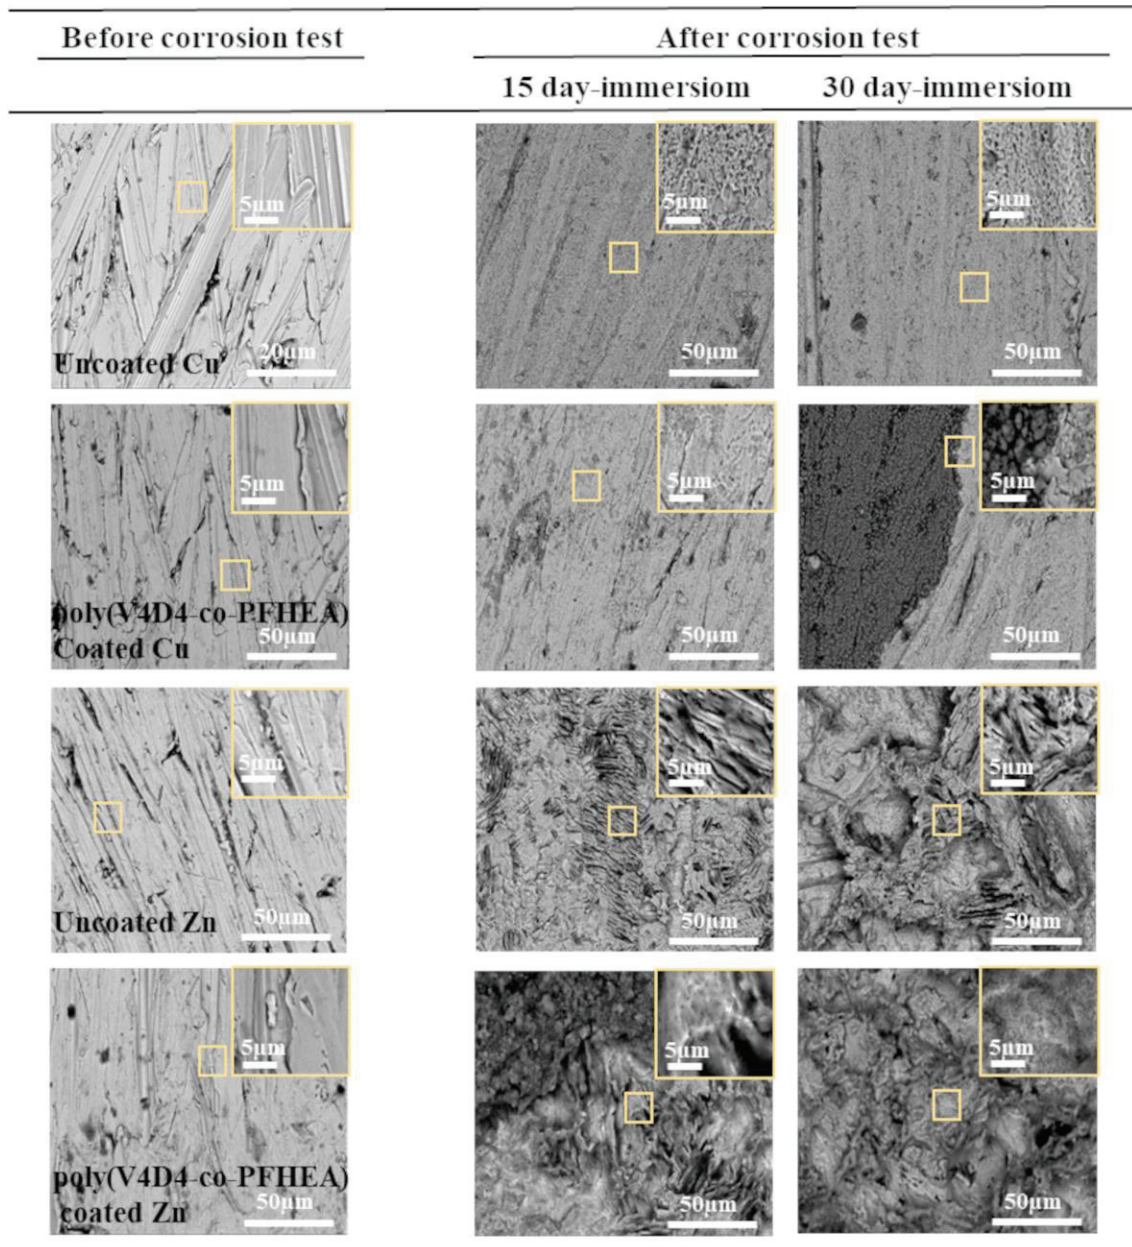 Before corrosion test
After corrosion test
15 day-immersiom
30 day-immersiom
5μm
Uncoated Cu
20μm
5μm
50μm
5μm
50μm
5μm
poly(V4D4-co-PFHEA)
Coated Cu
50μm
5μm
50μm
5μm
50μm
5μm
Uncoated Zn
50μm
5μm
50μm
5μm
50μm
5μm
poly(V4D4-co-PFHEA)
coated Zn
50μm
5μm
50μm
5μm
50μm